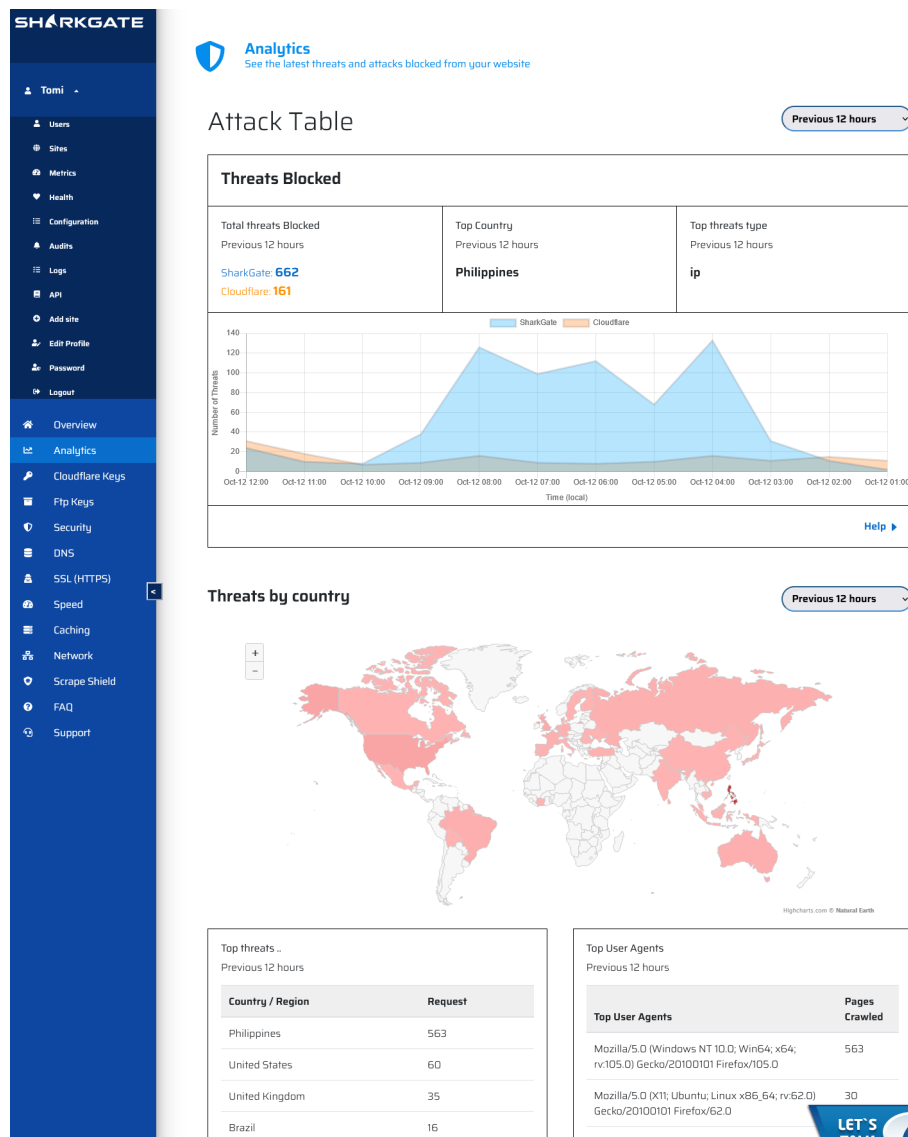 SHARKGATE
Tomi
Users
Sites
Metrics
Health
Configuration
Audits
Logs
API
Add site
Edit Profile
Password
Logout
Overview
Analytics
Cloudflare Keys
Ftp Keys
Security
DNS
SSL (HTTPS)
Speed
Caching
Network
Scrape Shield
FAQ
Support
<
Analytics
See the latest threats and attacks blocked from your website
Attack Table
Previous 12 hours
Threats Blocked
Total threats Blocked
Previous 12 hours
SharkGate: 662
Cloudflare: 161
Top Country
Previous 12 hours
Philippines
Top threats type
Previous 12 hours
ip
SharkGate Cloudflare
Number of Threats
140
120
100
80
60
40
20
0
Oct-12 12:00 Oct-12 11:00 Oct-12 10:00 Oct-12 09:00 Oct-12 08:00 Oct-12 07:00 Oct-12 06:00 Oct-12 05:00 Oct-12 04:00 Oct-12 03:00 Oct-12 02:00 Oct-12 01:00
Time (local)
Help
Threats by country
Previous 12 hours
+
-
Highcharts.com © Natural Earth
Top threats ..
Previous 12 hours
Country / Region Request
Philippines 563
United States 60
United Kingdom 35
Brazil 16
Top User Agents
Previous 12 hours
Top User Agents Pages Crawled
Mozilla/5.0 (Windows NT 10.0; Win64; x64; 563
rv:105.0) Gecko/20100101 Firefox/105.0
Mozilla/5.0 (X11; Ubuntu; Linux x86_64; rv:62.0) 30
Gecko/20100101 Firefox/62.0
LET`S